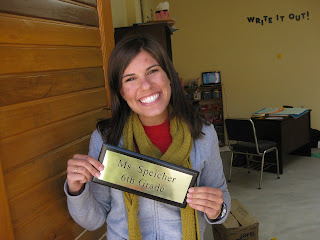 WRITE IT OUT!
Ms. Speicher
6th Grade